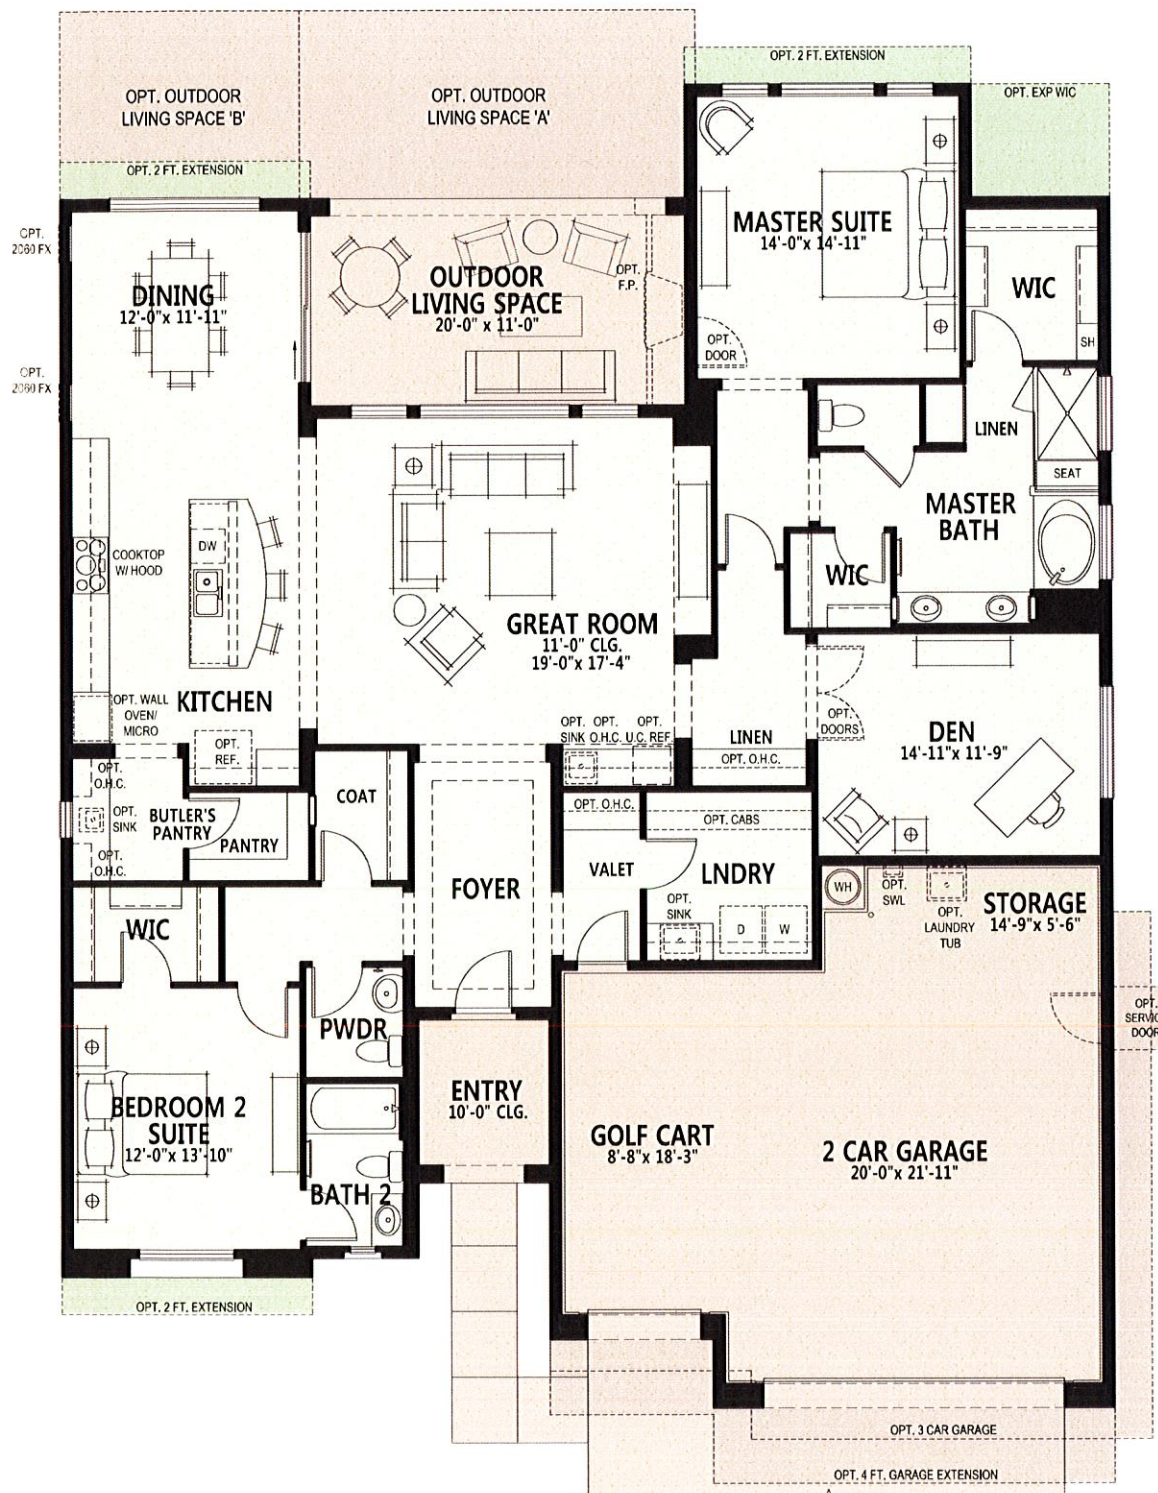 OPT. 2 FT. EXTENSION
OPT. OUTDOOR
LIVING SPACE 'B'
OPT. OUTDOOR
LIVING SPACE 'A'
OPT. EXP WIC
OPT. 2 FT. EXTENSION
OPT.
2060 FX
MASTER SUITE
14'-0"x 14'-11"
DINING
12'-0"x 11'-11"
OUTDOOR
LIVING SPACE
20'-0" x 11'-0"
OPT.
F.P.
WIC
SH
OPT.
DOOR
OPT.
2060 FX
LINEN
SEAT
MASTER
BATH
DW
COOKTOP
W/ HOOD
WIC
GREAT ROOM
11'-0" CLG.
19'-0"x 17'-4"
KITCHEN
OPT. WALL
OVEN/
MICRO
OPT.
REF.
OPT.
SINK
OPT.
O.H.C.
OPT.
U.C. REF.
LINEN
OPT. O.H.C.
OPT.
DOORS
DEN
14'-11"x 11'-9"
OPT.
O.H.C.
OPT.
SINK
BUTLER'S
PANTRY
OPT.
O.H.C.
PANTRY
COAT
OPT. O.H.C.
OPT. CABS
VALET
LNDRY
FOYER
OPT.
SINK
D
W
WH
OPT.
SWL
OPT.
LAUNDRY
TUB
STORAGE
14'-9"x 5'-6"
WIC
OPT.
SERVIC
DOOR
PWDR
ENTRY
10'-0" CLG.
BEDROOM 2
SUITE
12'-0"x 13'-10"
BATH 2
GOLF CART
8'-8"x 18'-3"
2 CAR GARAGE
20'-0"x 21'-11"
OPT. 2 FT. EXTENSION
OPT. 3 CAR GARAGE
OPT. 4 FT. GARAGE EXTENSION